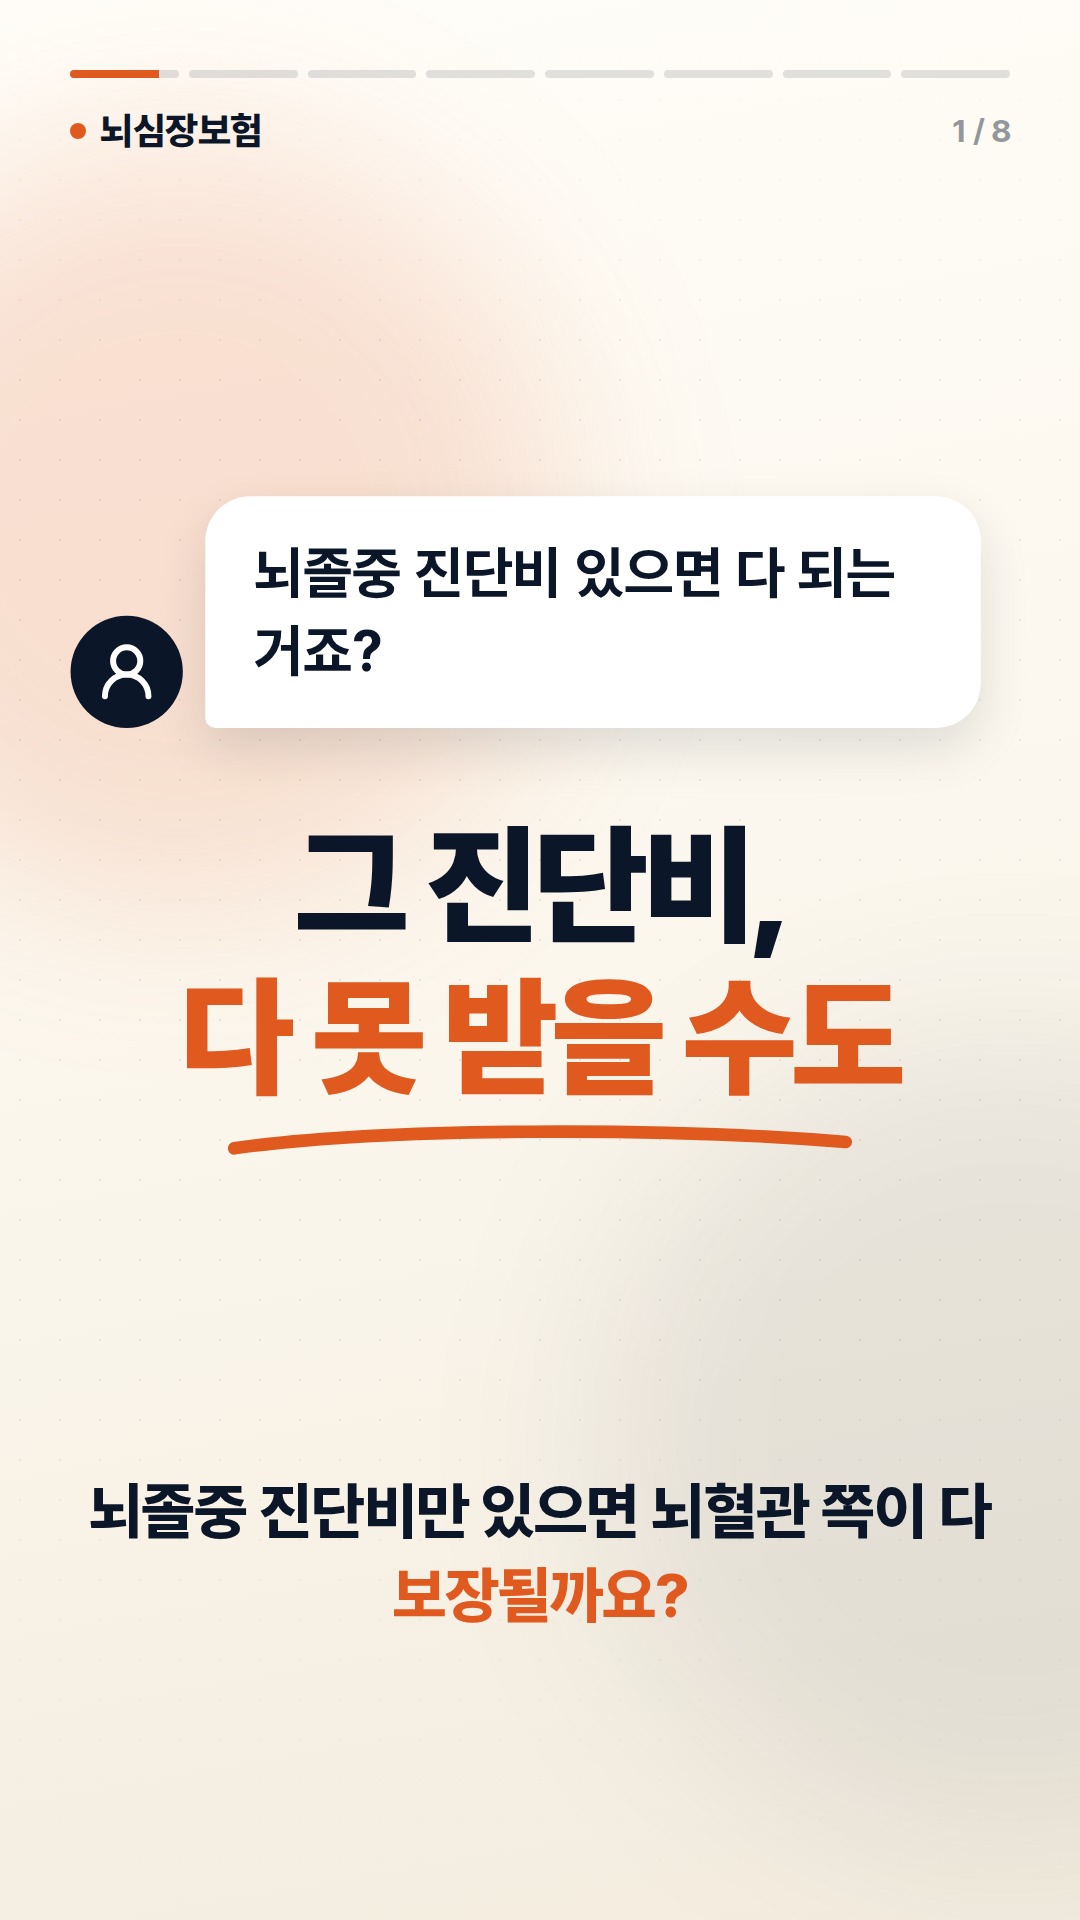 뇌심장보험
1 / 8
뇌졸중 진단비 있으면 다 되는
거죠?
그 진단비,
다 못 받을 수도
뇌졸중 진단비만 있으면 뇌혈관 쪽이 다
보장될까요?